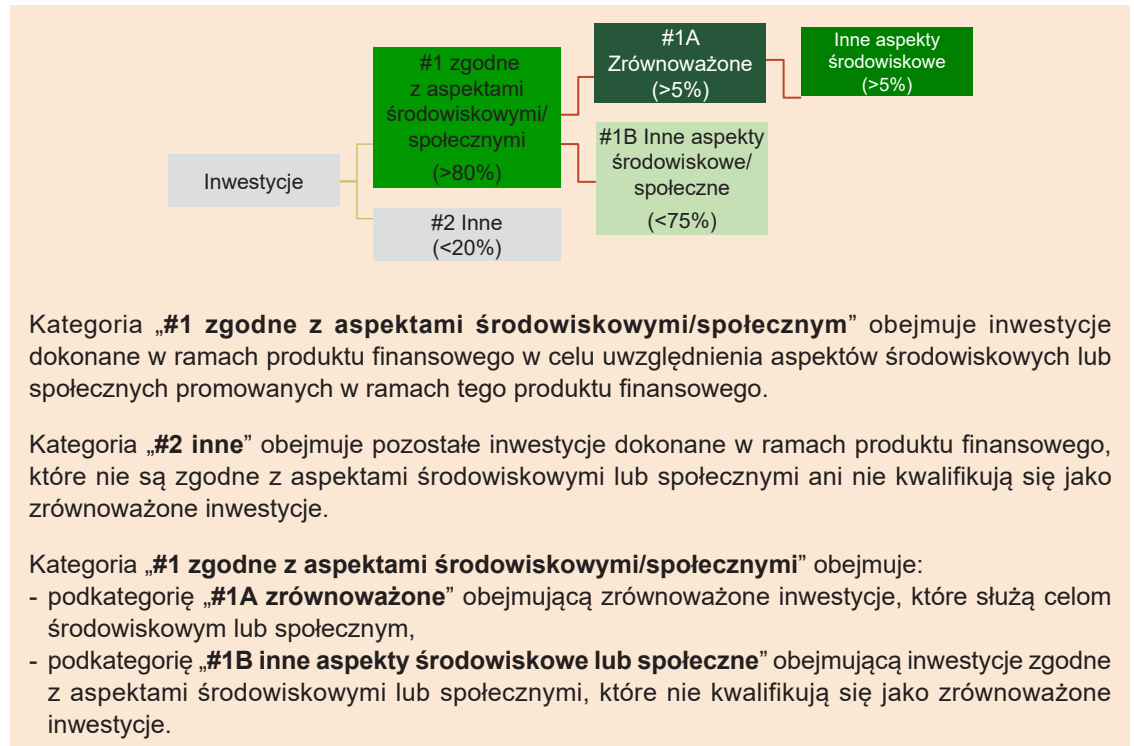 #1A
Zrównoważone
(>5%)
Inne aspekty
środowiskowe
(>5%)
#1 zgodne
z aspektami
środowiskowymi/
społecznymi
(>80%)
#1B Inne aspekty
środowiskowe/
społeczne
(<75%)
Inwestycje
#2 Inne
(<20%)
Kategoria „#1 zgodne z aspektami środowiskowymi/społecznym” obejmuje inwestycje
dokonane w ramach produktu finansowego w celu uwzględnienia aspektów środowiskowych lub
społecznych promowanych w ramach tego produktu finansowego.
Kategoria „#2 inne” obejmuje pozostałe inwestycje dokonane w ramach produktu finansowego,
które nie są zgodne z aspektami środowiskowymi lub społecznymi ani nie kwalifikują się jako
zrównoważone inwestycje.
Kategoria „#1 zgodne z aspektami środowiskowymi/społecznymi” obejmuje:
- podkategorię „#1A zrównoważone” obejmującą zrównoważone inwestycje, które służą celom
środowiskowym lub społecznym,
- podkategorię „#1B inne aspekty środowiskowe lub społeczne” obejmującą inwestycje zgodne
z aspektami środowiskowymi lub społecznymi, które nie kwalifikują się jako zrównoważone
inwestycje.